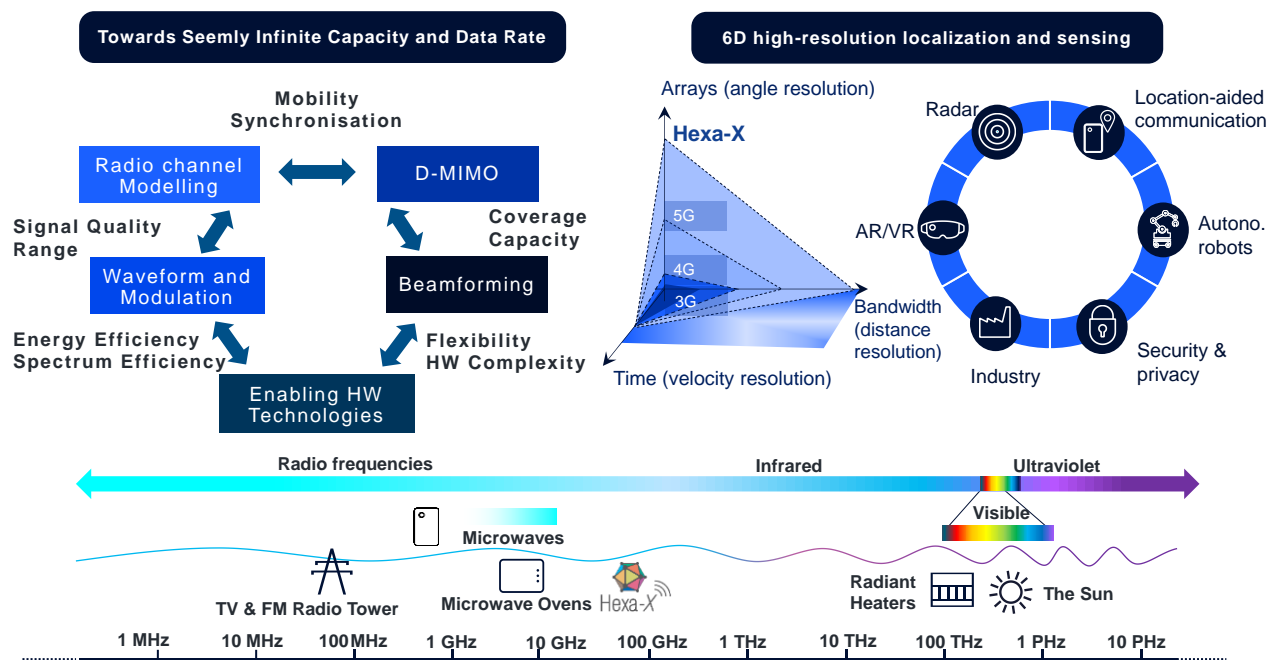 Towards Seemly Infinite Capacity and Data Rate
Mobility
Synchronisation
Radio channel
Modelling
D-MIMO
Signal Quality
Range
Coverage
Capacity
Waveform and
Modulation
Beamforming
Energy Efficiency
Spectrum Efficiency
Flexibility
HW Complexity
Enabling HW
Technologies
6D high-resolution localization and sensing
Arrays (angle resolution)
Hexa-X
5G
4G
3G
Bandwidth
(distance
resolution)
Time (velocity resolution)
Radar
Location-aided
communication
AR/VR
Autono.
robots
Industry
Security &
privacy
Radio frequencies
Infrared
Ultraviolet
Visible
Microwaves
TV & FM Radio Tower
Microwave Ovens
Hexa-X
Radiant
Heaters
The Sun
1 MHz
10 MHz
100MHz
1 GHz
10 GHz
100 GHz
1 THz
10 THz
100 THz
1 PHz
10 PHz